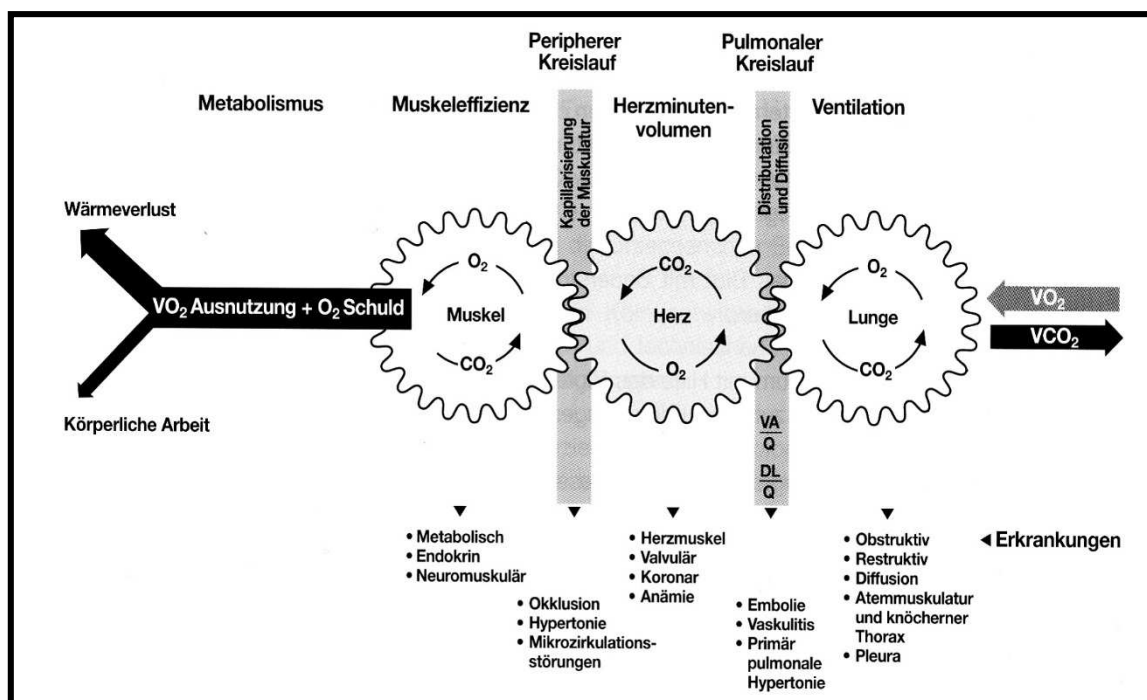 Peripherer
Kreislauf
Pulmonaler
Kreislauf
Metabolismus
Muskeleffizienz
Herzminuten-
volumen
Ventilation
Kapillarisierung
der Muskulatur
Distributation
und Diffusion
Wärmeverlust
VO₂ Ausnutzung + O₂ Schuld
Körperliche Arbeit
O₂
Muskel
CO₂
CO₂
Herz
O₂
O₂
Lunge
CO₂
VO₂
VCO₂
VA
Q
DL
Q
• Metabolisch
• Endokrin
• Neuromuskulär
• Okklusion
• Hypertonie
• Mikrozirkulations-
störungen
• Herzmuskel
• Valvulär
• Koronar
• Anämie
• Embolie
• Vaskulitis
• Primär
pulmonale
Hypertonie
• Obstruktiv
• Restruktiv
• Diffusion
• Atemmuskulatur
und knöcherner
Thorax
• Pleura
◄ Erkrankungen